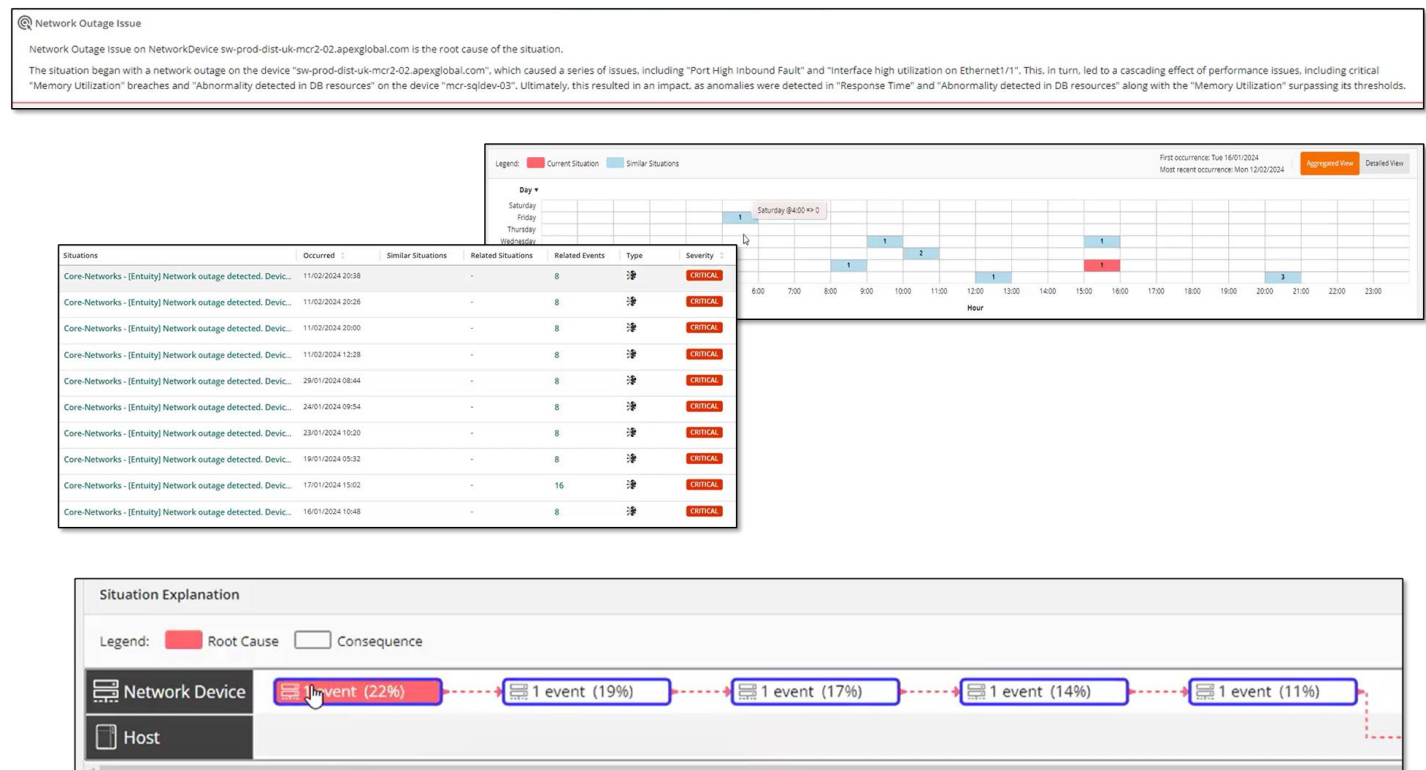 Network Outage Issue
Network Outage Issue on NetworkDevice sw-prod-dist-uk-mcr2-02.apexglobal.com is the root cause of the situation.
The situation began with a network outage on the device "sw-prod-dist-uk-mcr2-02.apexglobal.com", which caused a series of issues, including "Port High Inbound Fault" and "Interface high utilization on Ethernet1/1". This, in turn, led to a cascading effect of performance issues, including critical
"Memory Utilization" breaches and "Abnormality detected in DB resources" on the device "mcr-sqldev-03". Ultimately, this resulted in an impact, as anomalies were detected in "Response Time" and "Abnormality detected in DB resources" along with the "Memory Utilization" surpassing its thresholds.
Legend: Current Situation Similar Situations
First occurrence: Tue 16/01/2024
Most recent occurrence: Mon 12/02/2024
Aggregated View Detailed View
Day
Saturday
Saturday @4:00 => 0
Friday 1
Thursday
Wednesday 1 1
2
1 1
1 3
6:00 7:00 8:00 9:00 10:00 11:00 12:00 13:00 14:00 15:00 16:00 17:00 18:00 19:00 20:00 21:00 22:00 23:00
Hour
Situations Occurred Similar Situations Related Situations Related Events Type Severity
Core-Networks - [Entuity] Network outage detected. Devic... 11/02/2024 20:38 - 8 CRITICAL
Core-Networks - [Entuity] Network outage detected. Devic... 11/02/2024 20:26 - 8 CRITICAL
Core-Networks - [Entuity] Network outage detected. Devic... 11/02/2024 20:00 - 8 CRITICAL
Core-Networks - [Entuity] Network outage detected. Devic... 11/02/2024 12:28 - 8 CRITICAL
Core-Networks - [Entuity] Network outage detected. Devic... 29/01/2024 08:44 - 8 CRITICAL
Core-Networks - [Entuity] Network outage detected. Devic... 24/01/2024 09:54 - 8 CRITICAL
Core-Networks - [Entuity] Network outage detected. Devic... 23/01/2024 10:20 - 8 CRITICAL
Core-Networks - [Entuity] Network outage detected. Devic... 19/01/2024 05:32 - 8 CRITICAL
Core-Networks - [Entuity] Network outage detected. Devic... 17/01/2024 15:02 - 16 CRITICAL
Core-Networks - [Entuity] Network outage detected. Devic... 16/01/2024 10:48 - 8 CRITICAL
Situation Explanation
Legend: Root Cause Consequence
Network Device 1 event (22%) 1 event (19%) 1 event (17%) 1 event (14%) 1 event (11%)
Host